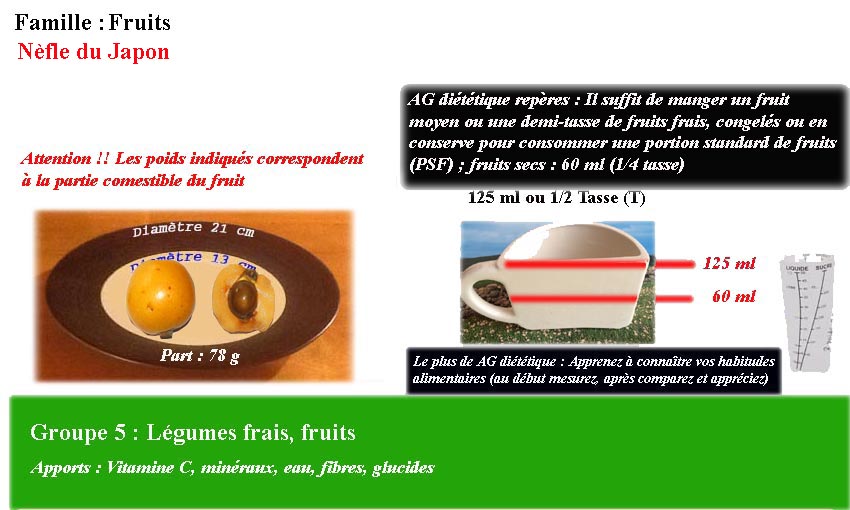 Famille : Fruits
Nèfle du Japon
AG diététique repères : Il suffit de manger un fruit
moyen ou une demi-tasse de fruits frais, congelés ou en
conserve pour consommer une portion standard de fruits
(PSF) ; fruits secs : 60 ml (1/4 tasse)
Attention !! Les poids indiqués correspondent
à la partie comestible du fruit
125 ml ou 1/2 Tasse (T)
Diamètre 21 cm
Diamètre 13 cm
Part : 78 g
125 ml
60 ml
LIQUIDE SUCRE
Le plus de AG diététique : Apprenez à connaître vos habitudes
alimentaires (au début mesurez, après comparez et appréciez)
Groupe 5 : Légumes frais, fruits
Apports : Vitamine C, minéraux, eau, fibres, glucides